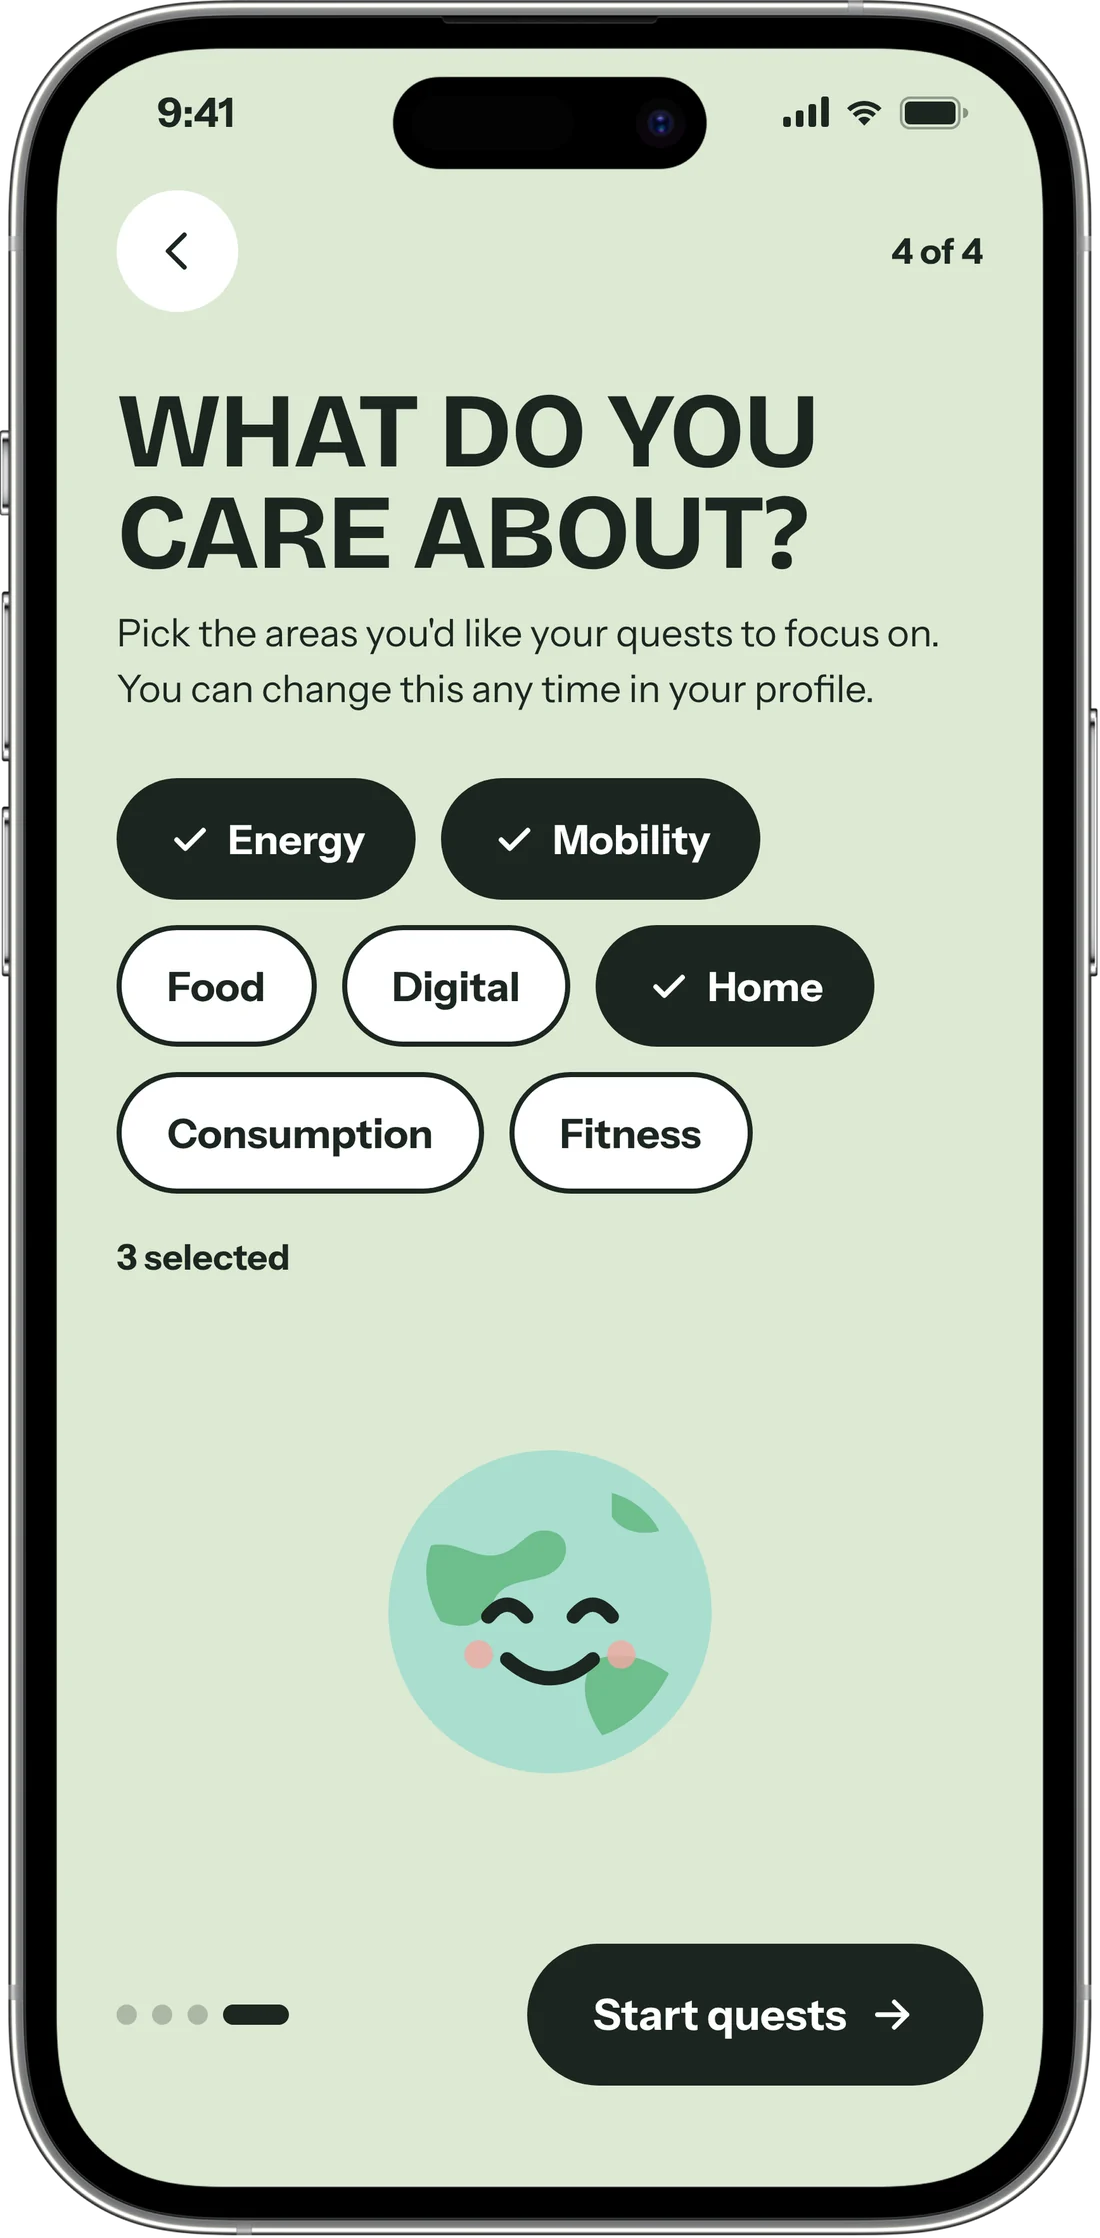 9:41
4 of 4
WHAT DO YOU
CARE ABOUT?
Pick the areas you'd like your quests to focus on.
You can change this any time in your profile.
Energy Mobility
Food Digital Home
Consumption Fitness
3 selected
Start quests